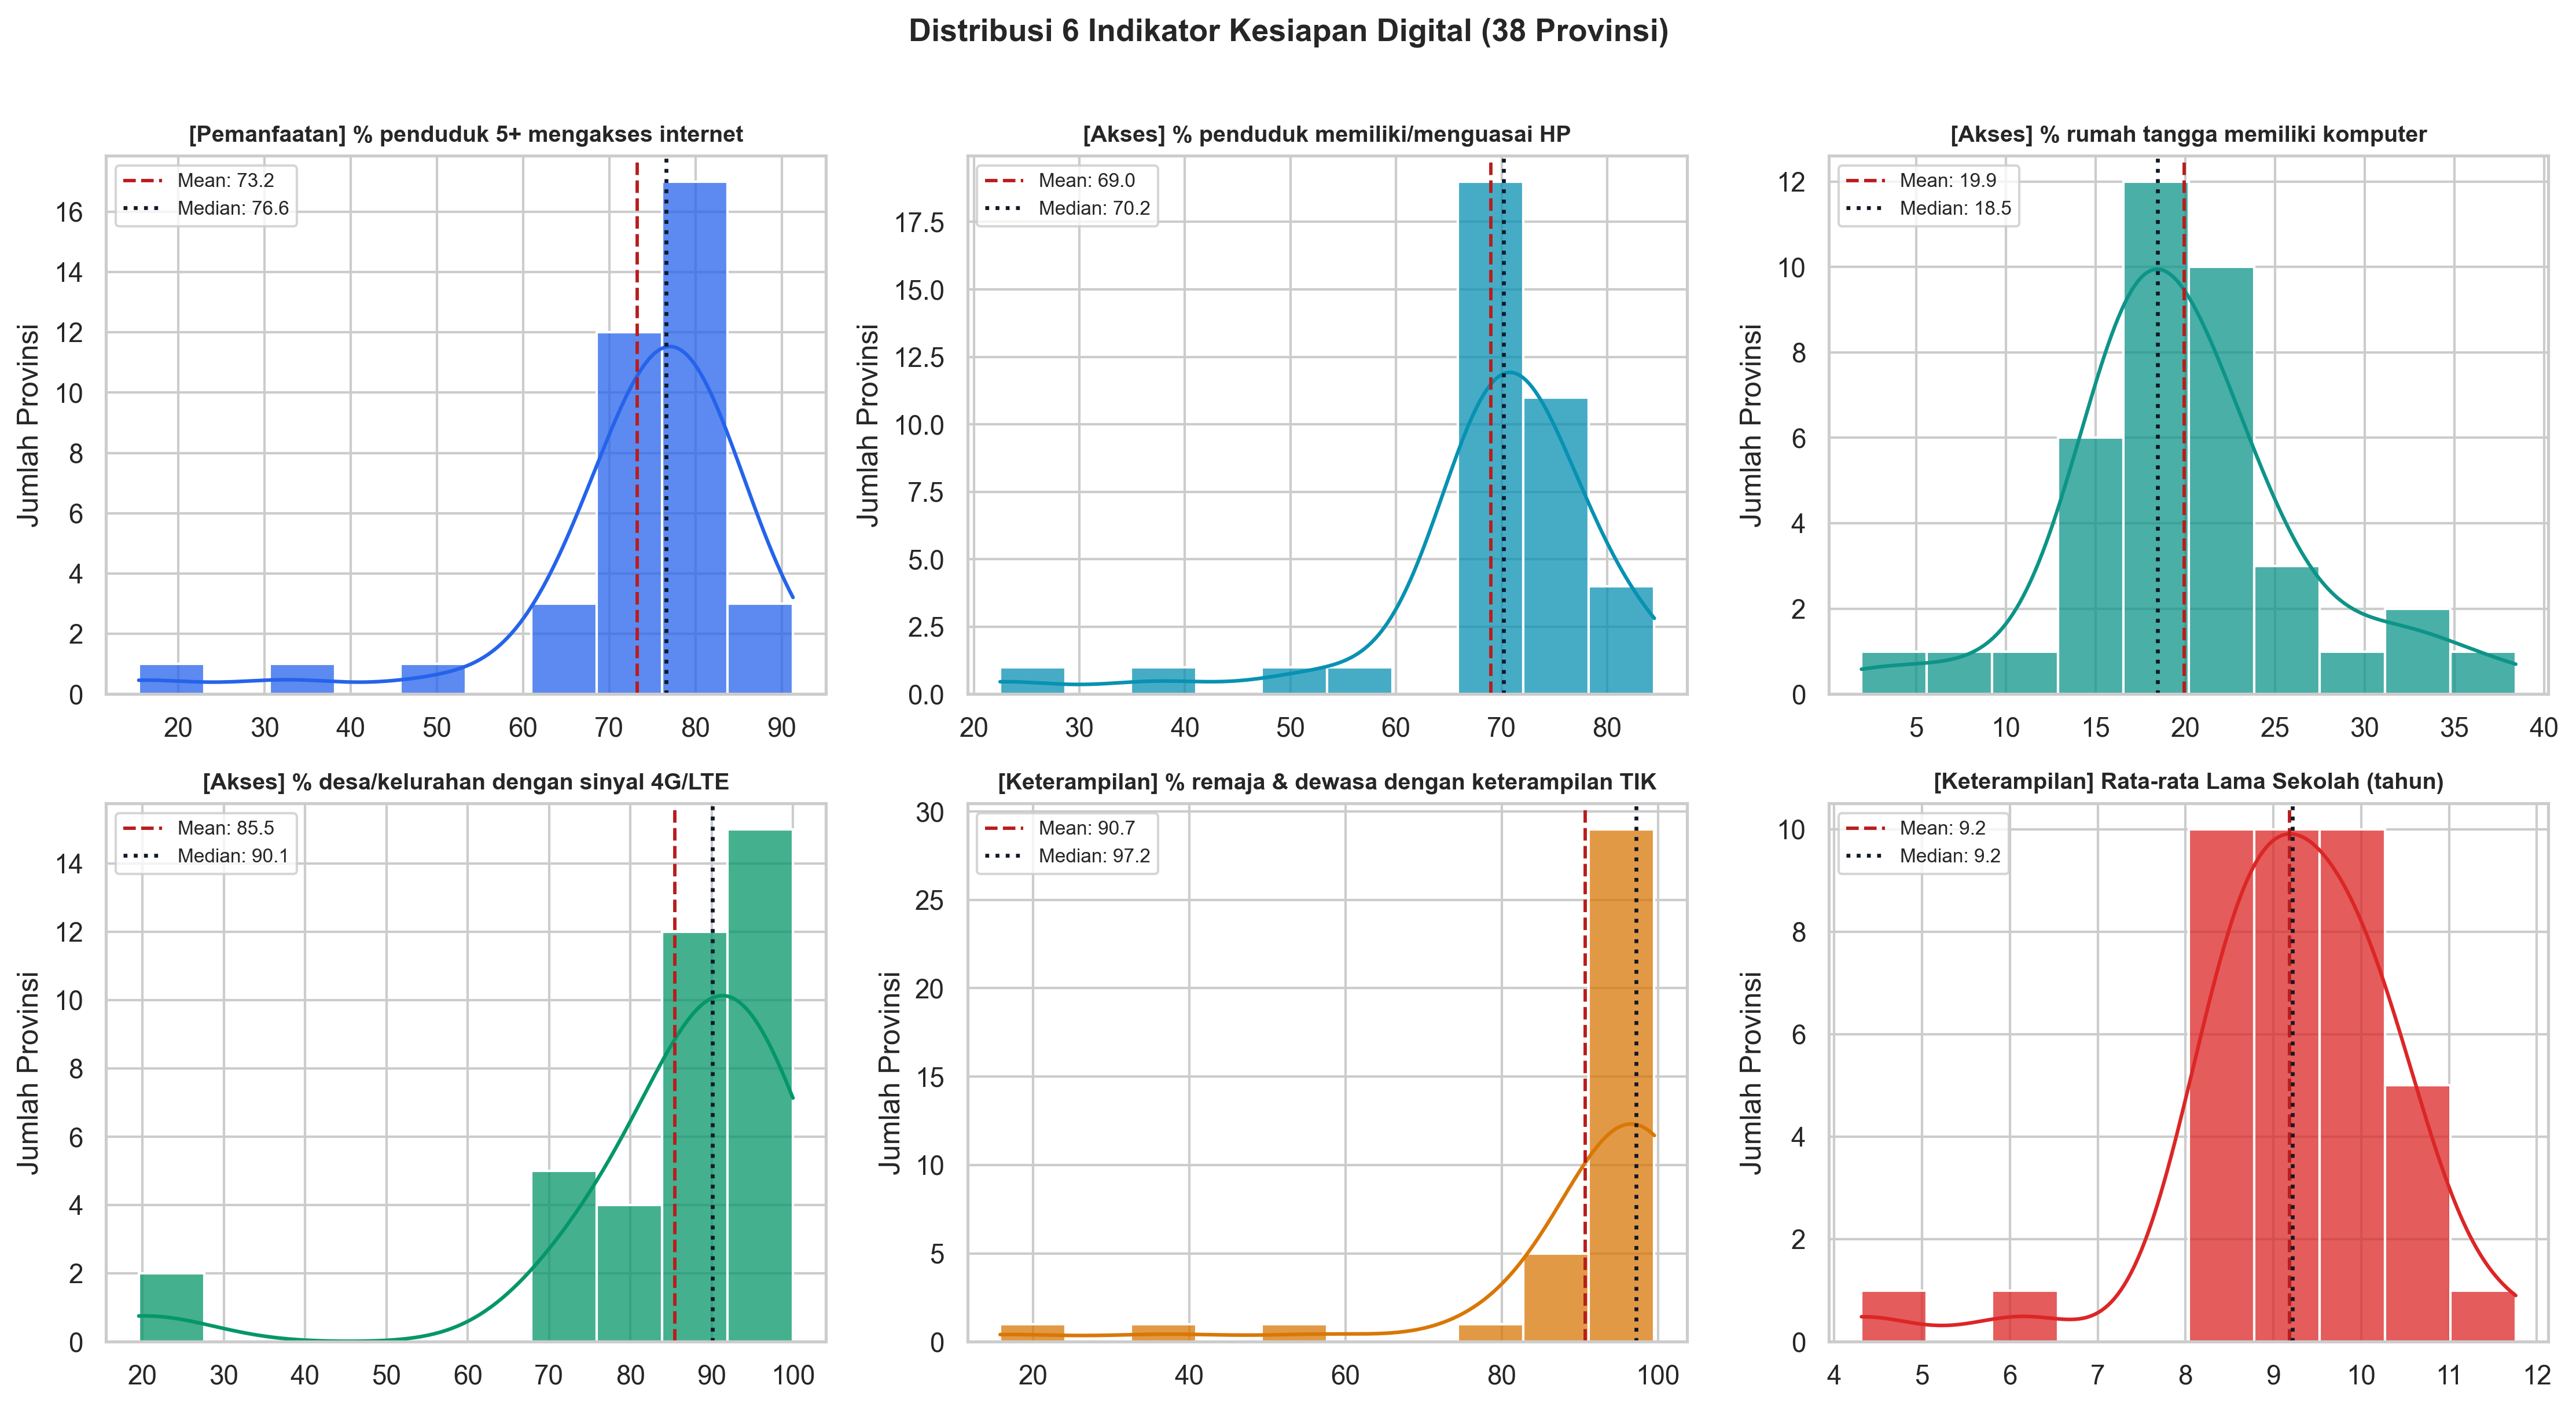 Distribusi 6 Indikator Kesiapan Digital (38 Provinsi)
[Pemanfaatan] % penduduk 5+ mengakses internet
Mean: 73.2
Median: 76.6
Jumlah Provinsi
16
14
12
10
8
6
4
2
0
20 30 40 50 60 70 80 90
[Akses] % penduduk memiliki/menguasai HP
Mean: 69.0
Median: 70.2
Jumlah Provinsi
17.5
15.0
12.5
10.0
7.5
5.0
2.5
0.0
20 30 40 50 60 70 80
[Akses] % rumah tangga memiliki komputer
Mean: 19.9
Median: 18.5
Jumlah Provinsi
12
10
8
6
4
2
0
5 10 15 20 25 30 35 40
[Akses] % desa/kelurahan dengan sinyal 4G/LTE
Mean: 85.5
Median: 90.1
Jumlah Provinsi
14
12
10
8
6
4
2
0
20 30 40 50 60 70 80 90 100
[Keterampilan] % remaja & dewasa dengan keterampilan TIK
Mean: 90.7
Median: 97.2
Jumlah Provinsi
30
25
20
15
10
5
0
20 40 60 80 100
[Keterampilan] Rata-rata Lama Sekolah (tahun)
Mean: 9.2
Median: 9.2
Jumlah Provinsi
10
8
6
4
2
0
4 5 6 7 8 9 10 11 12